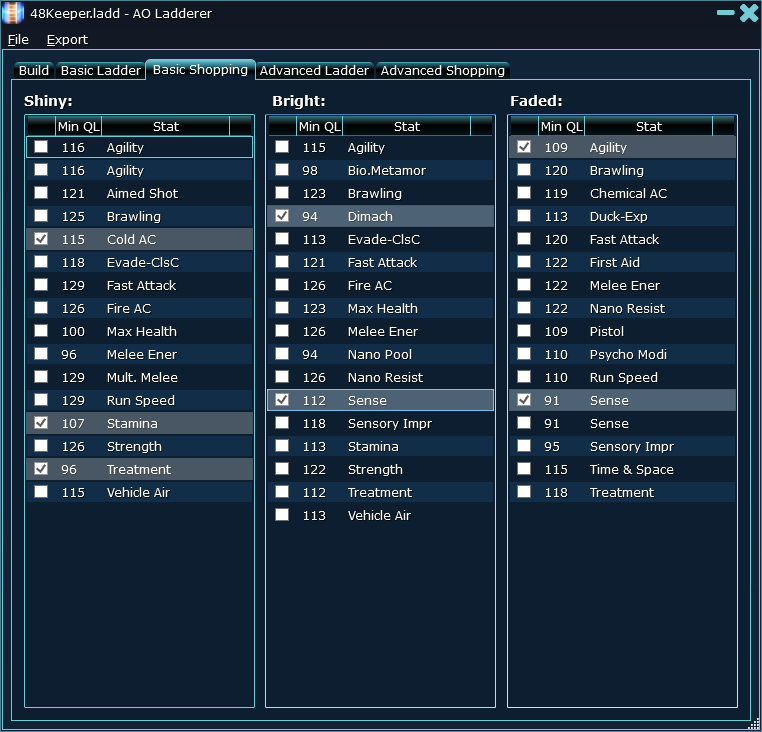 48Keeper.ladd - AO Ladderer
File Export
Build Basic Ladder Basic Shopping Advanced Ladder Advanced Shopping
Shiny:
Min QL Stat
116 Agility
116 Agility
121 Aimed Shot
125 Brawling
115 Cold AC
118 Evade-ClsC
129 Fast Attack
126 Fire AC
100 Max Health
96 Melee Ener
129 Mult. Melee
129 Run Speed
107 Stamina
126 Strength
96 Treatment
115 Vehicle Air
Bright:
Min QL Stat
115 Agility
98 Bio.Metamor
123 Brawling
94 Dimach
113 Evade-ClsC
121 Fast Attack
126 Fire AC
123 Max Health
126 Melee Ener
94 Nano Pool
126 Nano Resist
112 Sense
118 Sensory Impr
113 Stamina
122 Strength
112 Treatment
113 Vehicle Air
Faded:
Min QL Stat
109 Agility
120 Brawling
119 Chemical AC
113 Duck-Exp
120 Fast Attack
122 First Aid
122 Melee Ener
122 Nano Resist
109 Pistol
110 Psycho Modi
110 Run Speed
91 Sense
91 Sense
95 Sensory Impr
115 Time & Space
118 Treatment